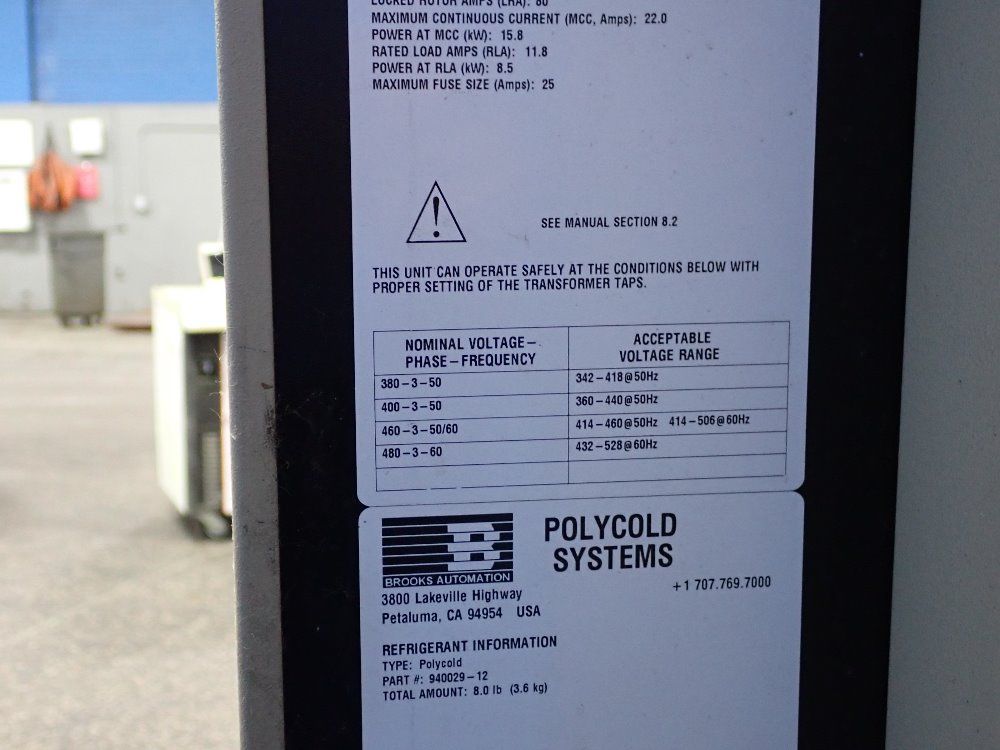 LOCKED ROTOR AMPS (LRA): 80
MAXIMUM CONTINUOUS CURRENT (MCC, Amps): 22.0
POWER AT MCC (kW): 15.8
RATED LOAD AMPS (RLA): 11.8
POWER AT RLA (kW): 8.5
MAXIMUM FUSE SIZE (Amps): 25
SEE MANUAL SECTION 8.2
THIS UNIT CAN OPERATE SAFELY AT THE CONDITIONS BELOW WITH
PROPER SETTING OF THE TRANSFORMER TAPS.
NOMINAL VOLTAGE–
PHASE–FREQUENCY
ACCEPTABLE
VOLTAGE RANGE
380–3–50 342–418@50Hz
400–3–50 360–440@50Hz
460–3–50/60 414–460@50Hz 414–506@60Hz
480–3–60 432–528@60Hz
BROOKS AUTOMATION
POLYCOLD
SYSTEMS
3800 Lakeville Highway
Petaluma, CA 94954 USA
+1 707.769.7000
REFRIGERANT INFORMATION
TYPE: Polycold
PART #: 940029–12
TOTAL AMOUNT: 8.0 lb (3.6 kg)